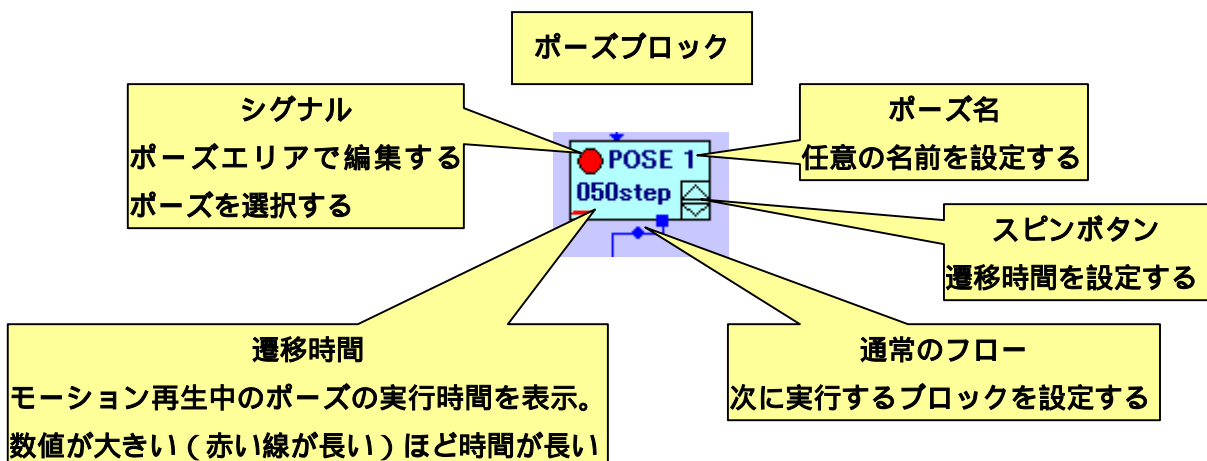 ポーズブロック
シグナル
ポーズエリアで編集する
ポーズを選択する
ポーズ名
任意の名前を設定する
POSE 1
050step
スピンボタン
遷移時間を設定する
遷移時間
モーション再生中のポーズの実行時間を表示。
数値が大きい（赤い線が長い）ほど時間が長い
通常のフロー
次に実行するブロックを設定する